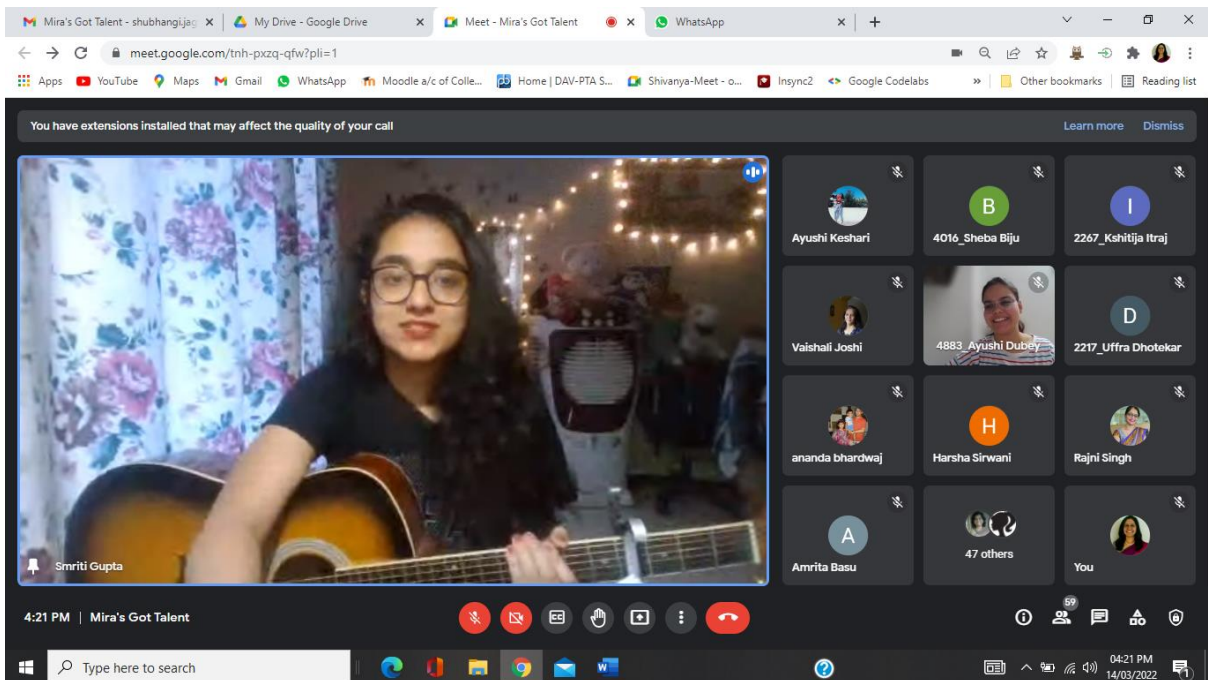 Mira's Got Talent - shubhangi.jag
My Drive - Google Drive
Meet - Mira's Got Talent
WhatsApp
meet.google.com/tnh-pxzq-qfw?pli=1
Apps YouTube Maps Gmail WhatsApp Moodle a/c of Colle... Home | DAV-PTA S... Shivanya-Meet - o... Insync2 Google Codelabs » Other bookmarks Reading list
You have extensions installed that may affect the quality of your call Learn more Dismiss
Ayushi Keshari
B
4016_Sheba Biju
I
2267_Kshitija Itraj
Vaishali Joshi
4883_Ayushi Dubey
D
2217_Uffra Dhotekar
ananda bhardwaj
H
Harsha Sirwani
Rajni Singh
A
Amrita Basu
47 others
You
Smriti Gupta
4:21 PM | Mira's Got Talent
CC
59
Type here to search
W
04:21 PM
14/03/2022
1